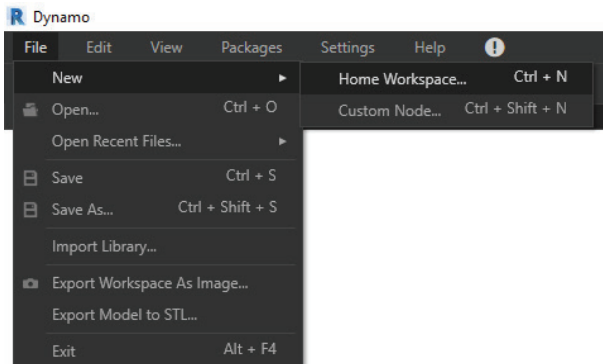 R Dynamo
File Edit View Packages Settings Help !
New Home Workspace... Ctrl + N
Open... Ctrl + O Custom Node... Ctrl + Shift + N
Open Recent Files...
Save Ctrl + S
Save As... Ctrl + Shift + S
Import Library...
Export Workspace As Image...
Export Model to STL...
Exit Alt + F4